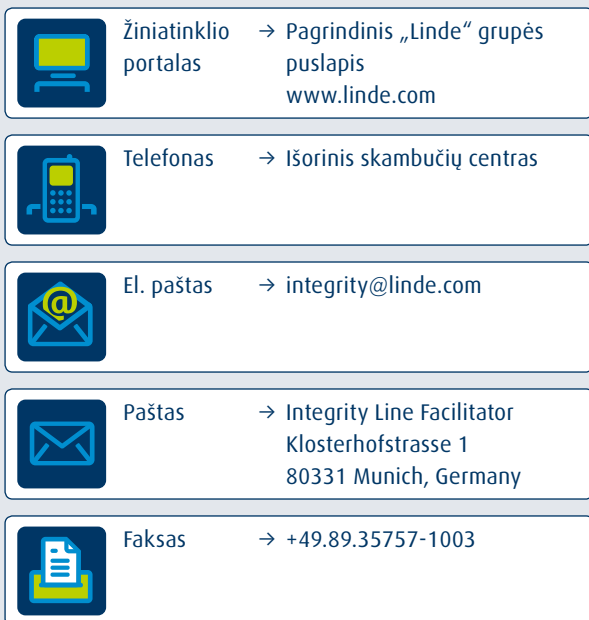 Žiniatinklio → Pagrindinis „Linde“ grupės
portalas puslapis
www.linde.com
Telefonas → Išorinis skambučių centras
@
El. paštas → integrity@linde.com
Paštas → Integrity Line Facilitator
Klosterhofstrasse 1
80331 Munich, Germany
Faksas → +49.89.35757-1003